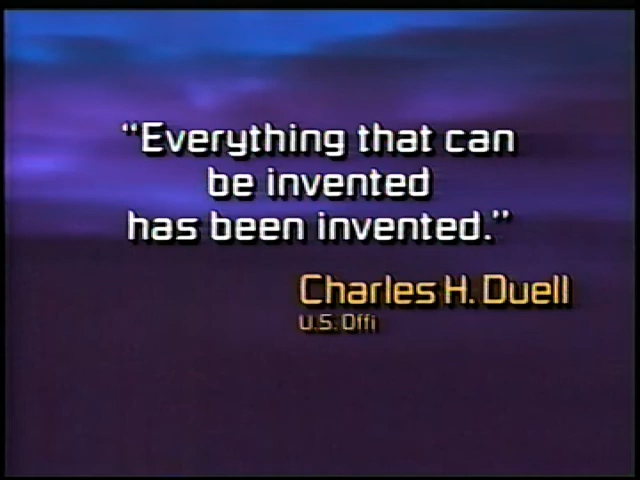 “Everything that can
be invented
has been invented.”
Charles H. Duell
U.S. Offi